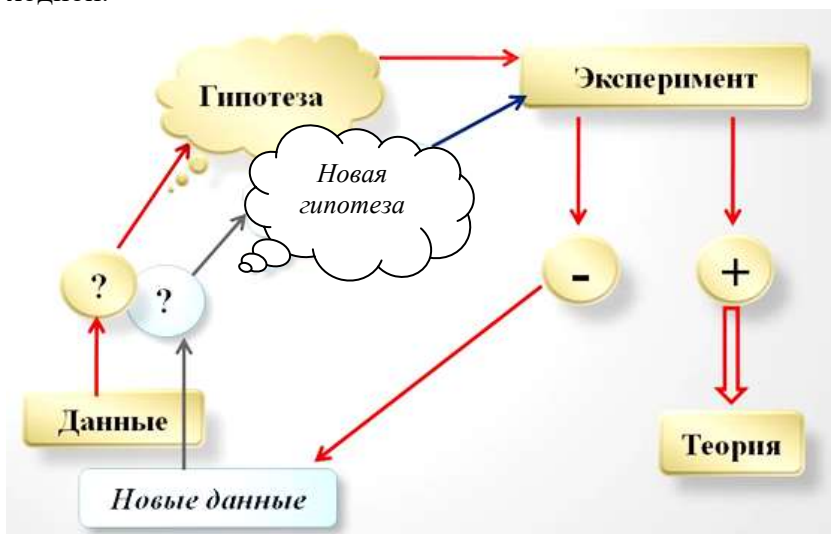 Гипотеза
Эксперимент
Новая
гипотеза
?
?
-
+
Данные
Теория
Новые данные